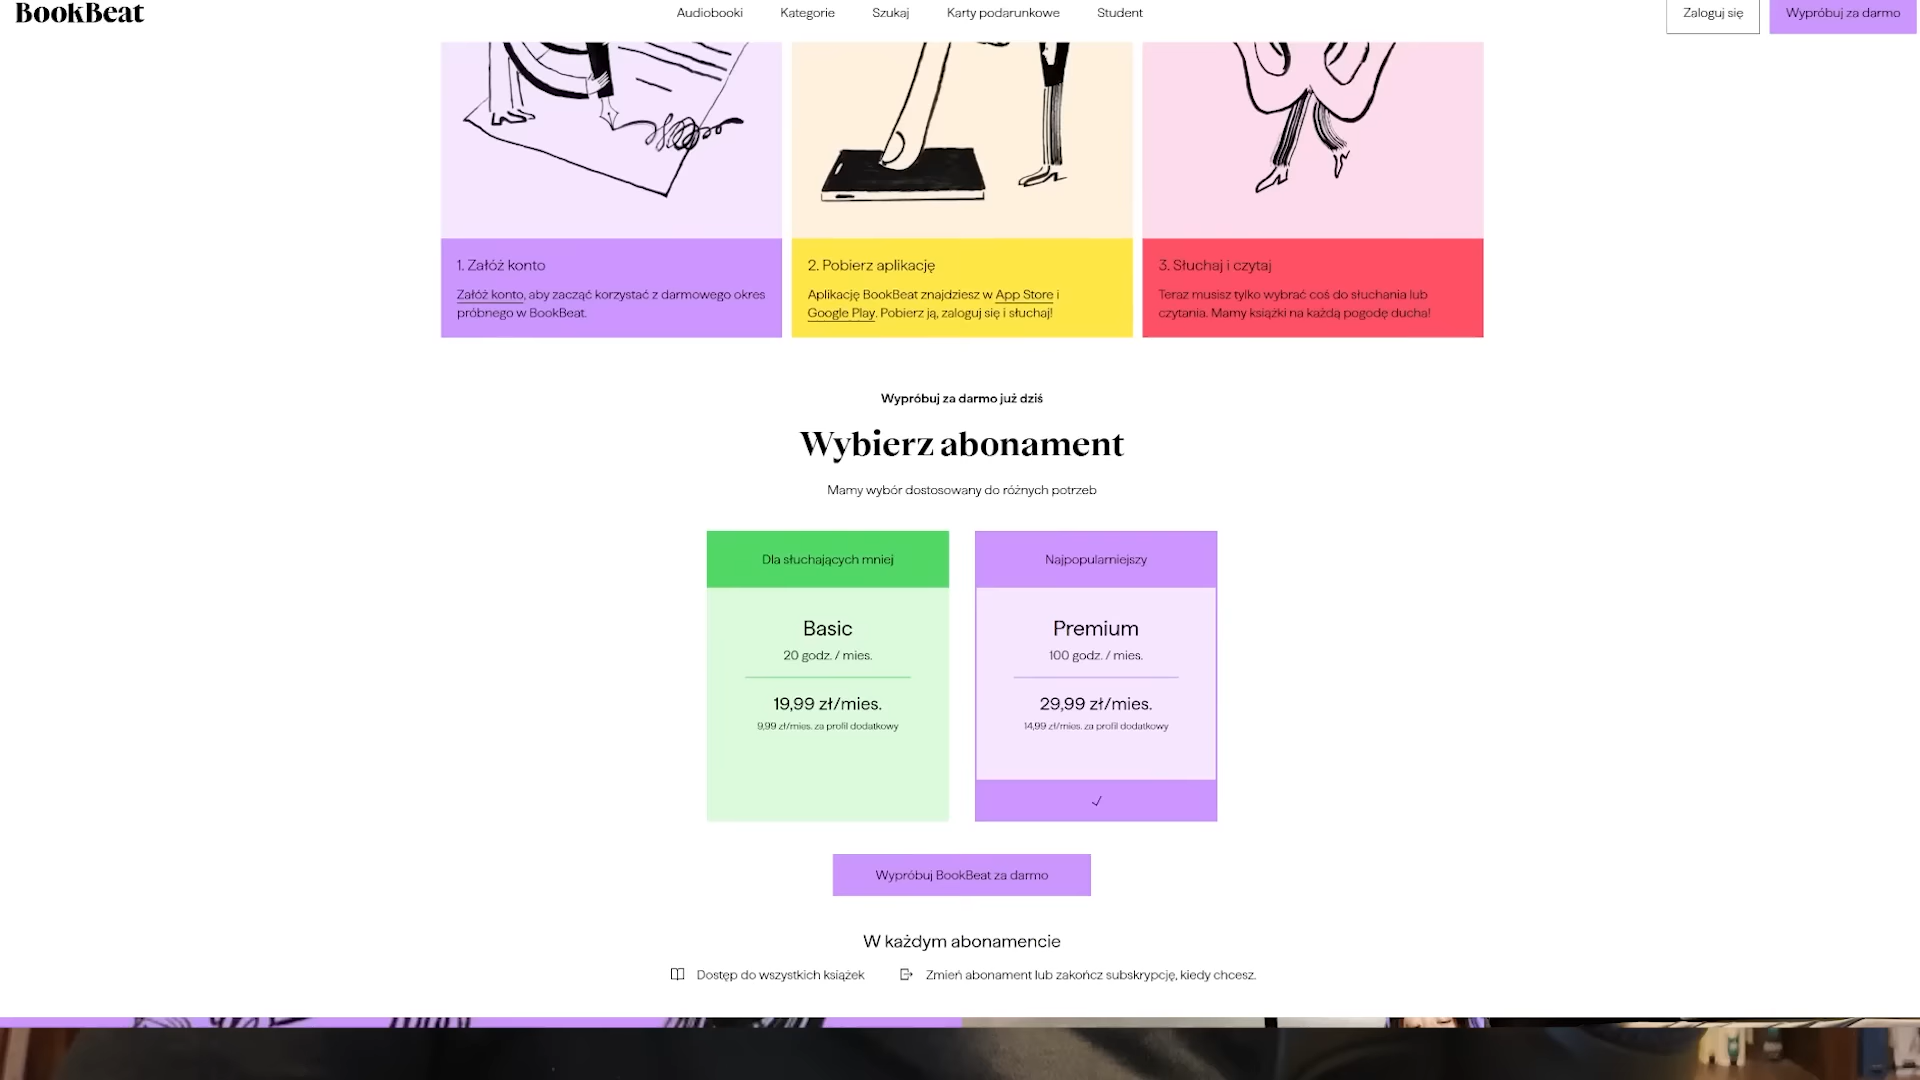 BookBeat
Audiobooki
Kategorie
Szukaj
Karty podarunkowe
Student
Zaloguj się
Wypróbuj za darmo
1. Załóż konto
Załóż konto, aby zacząć korzystać z darmowego okres
próbnego w BookBeat.
2. Pobierz aplikację
Aplikację BookBeat znajdziesz w App Store i
Google Play. Pobierz ją, zaloguj się i słuchaj!
3. Słuchaj i czytaj
Teraz musisz tylko wybrać coś do słuchania lub
czytania. Mamy książki na każdą pogodę ducha!
Wypróbuj za darmo już dziś
Wybierz abonament
Mamy wybór dostosowany do różnych potrzeb
Dla słuchających mniej
Basic
20 godz. / mies.
19,99 zł/mies.
9,99 zł/mies. za profil dodatkowy
Najpopularniejszy
Premium
100 godz. / mies.
29,99 zł/mies.
14,99 zł/mies. za profil dodatkowy
Wypróbuj BookBeat za darmo
W każdym abonamencie
Dostęp do wszystkich książek
Zmień abonament lub zakończ subskrypcję, kiedy chcesz.